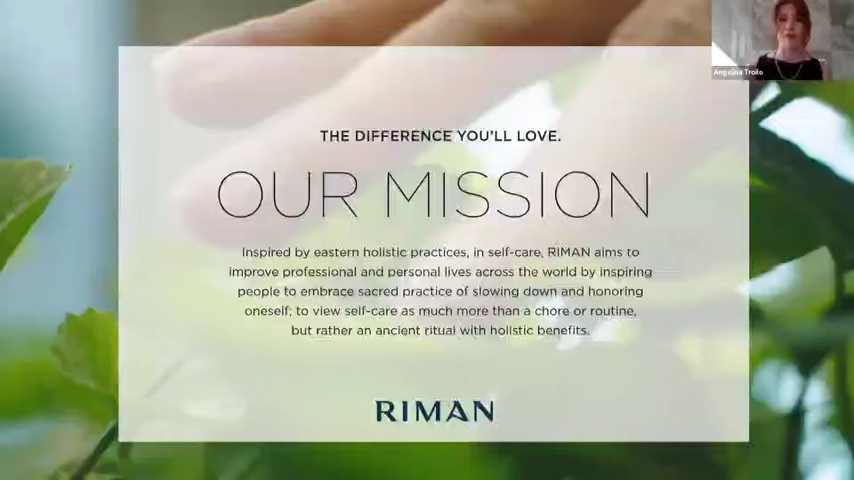 Angelina Troilo
THE DIFFERENCE YOU'LL LOVE.
OUR MISSION
Inspired by eastern holistic practices, in self-care, RIMAN aims to
improve professional and personal lives across the world by inspiring
people to embrace sacred practice of slowing down and honoring
oneself; to view self-care as much more than a chore or routine,
but rather an ancient ritual with holistic benefits.
RIMAN